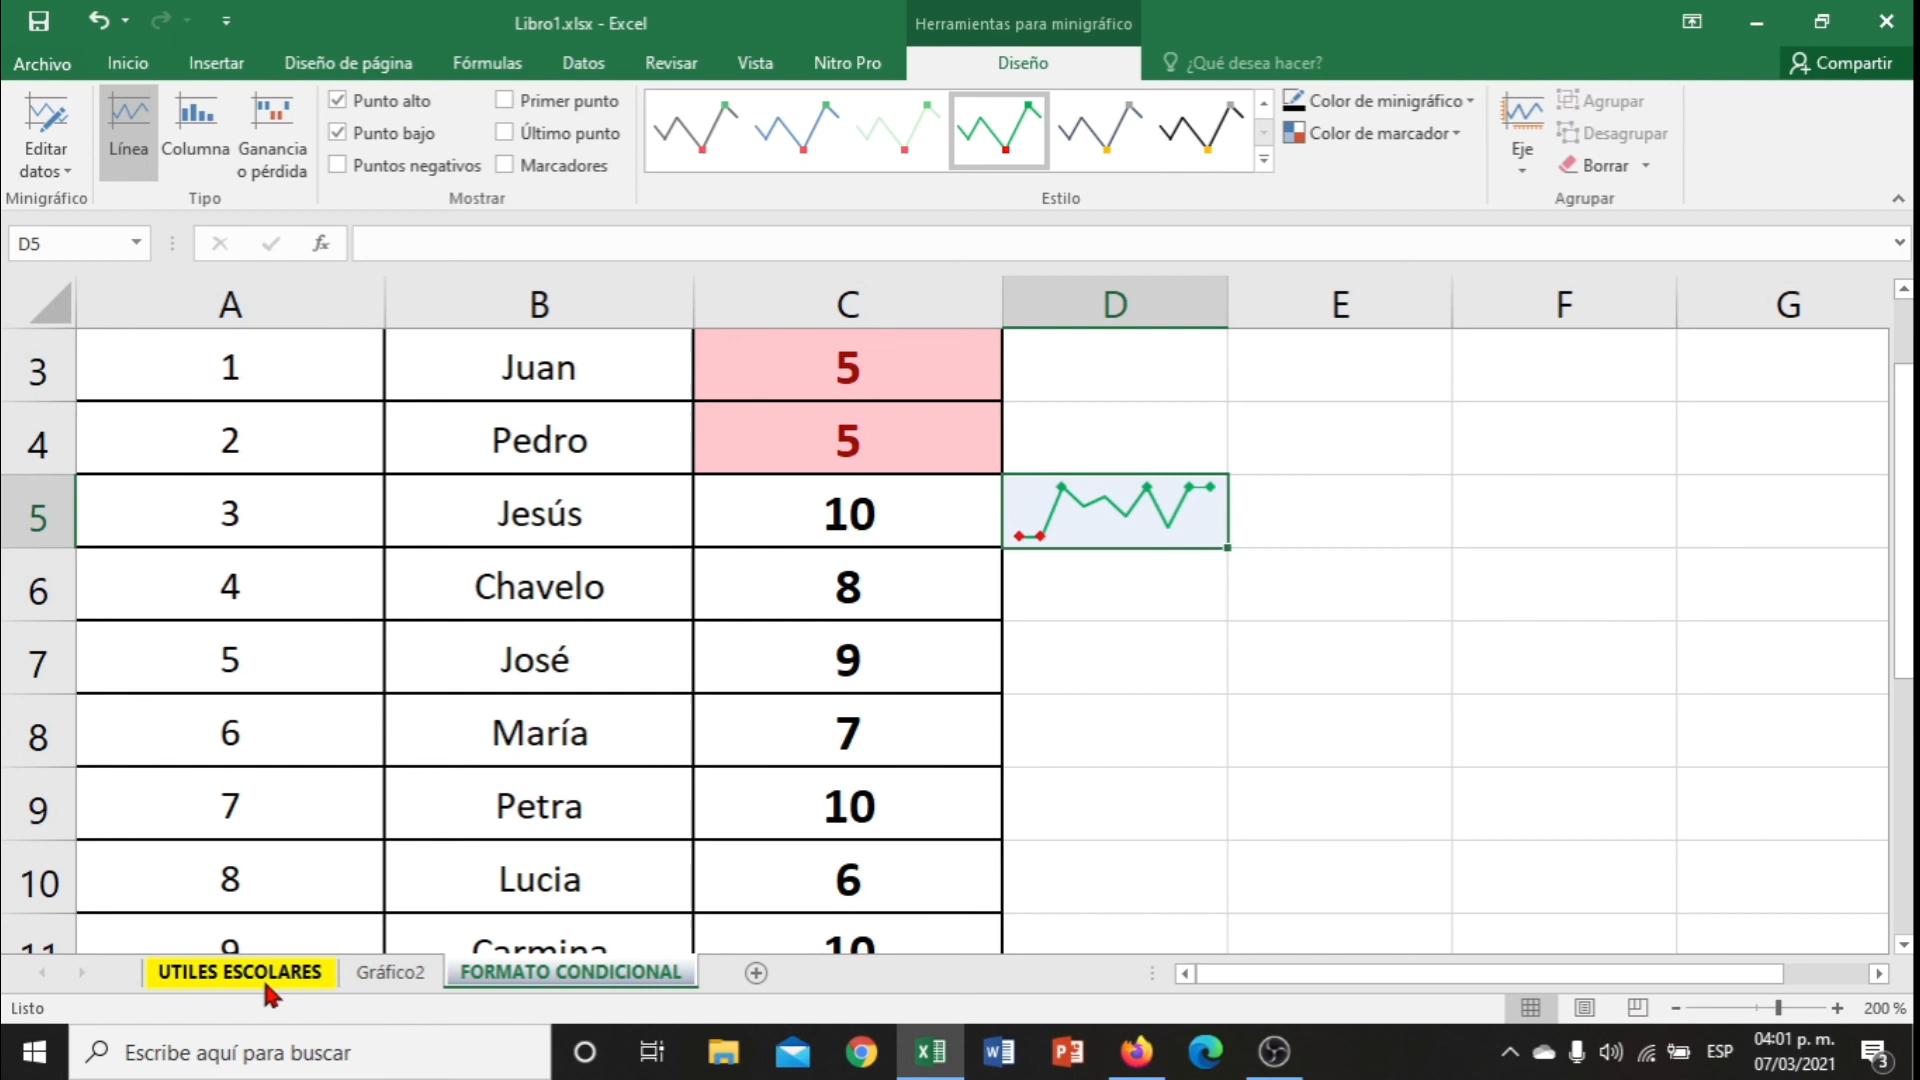 Libro1.xlsx - Excel
Herramientas para minigráfico
Archivo Inicio Insertar Diseño de página Fórmulas Datos Revisar Vista Nitro Pro Diseño ¿Qué desea hacer? Compartir
Punto alto
Primer punto
Color de minigráfico
Agrupar
Punto bajo
Último punto
Color de marcador
Desagrupar
Editar datos
Línea
Columna
Ganancia o pérdida
Puntos negativos
Marcadores
Eje
Borrar
Minigráfico
Tipo
Mostrar
Estilo
Agrupar
D5
fx
A B C D E F G
3 1 Juan 5
4 2 Pedro 5
5 3 Jesús 10
6 4 Chavelo 8
7 5 José 9
8 6 María 7
9 7 Petra 10
10 8 Lucia 6
11 9 Carmina 10
UTILES ESCOLARES Gráfico2 FORMATO CONDICIONAL
Listo
200 %
Escribe aquí para buscar
ESP
04:01 p. m.
07/03/2021
3